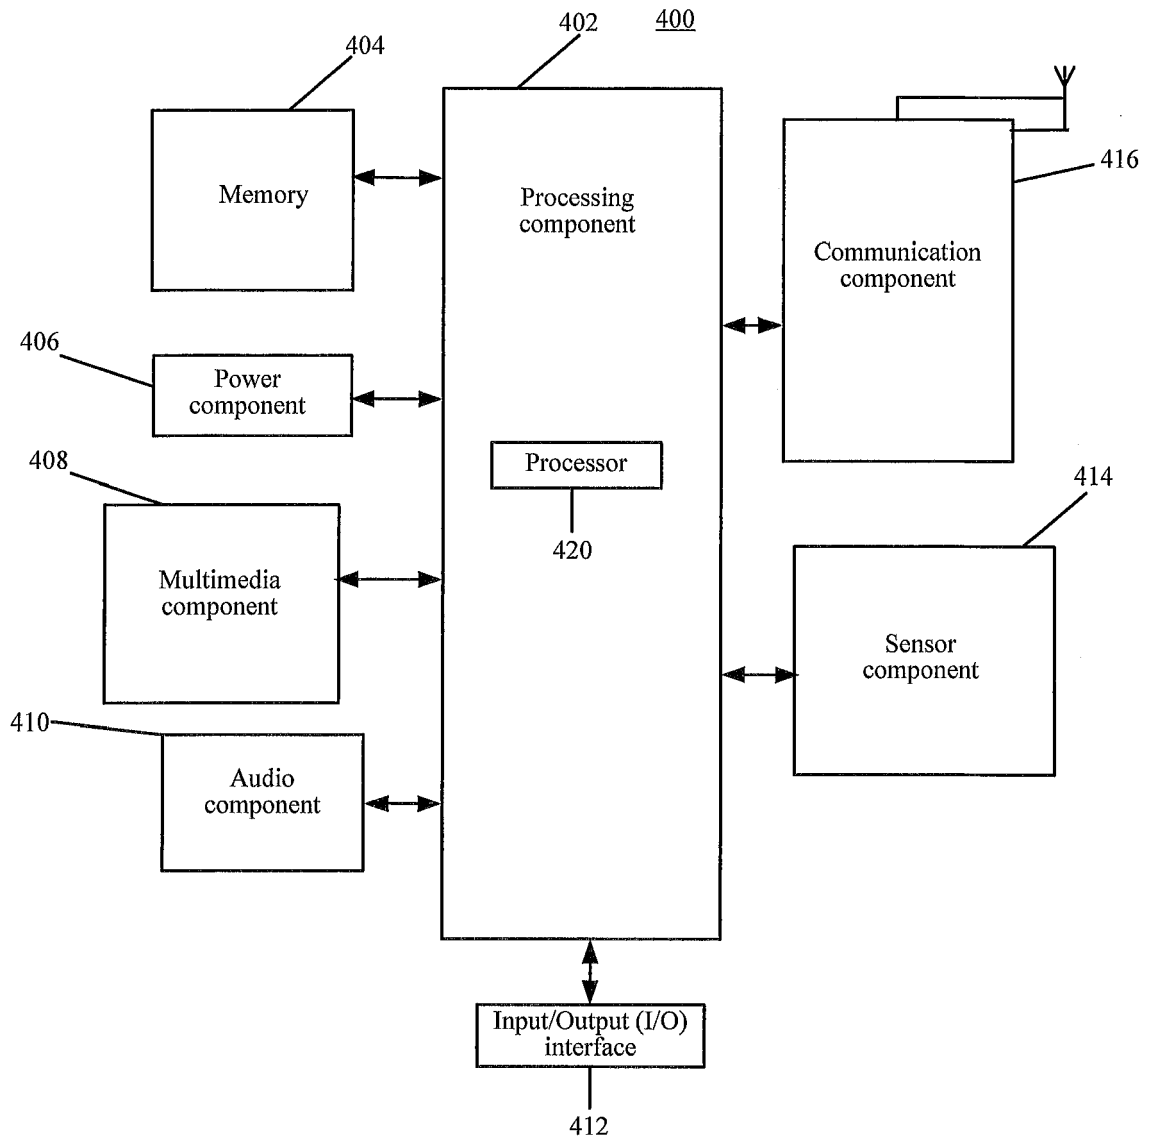 402
400
404
416
Memory
Processing
component
Communication
component
406
Power
component
408
Processor
420
414
Multimedia
component
Sensor
component
410
Audio
component
Input/Output (I/O)
interface
412